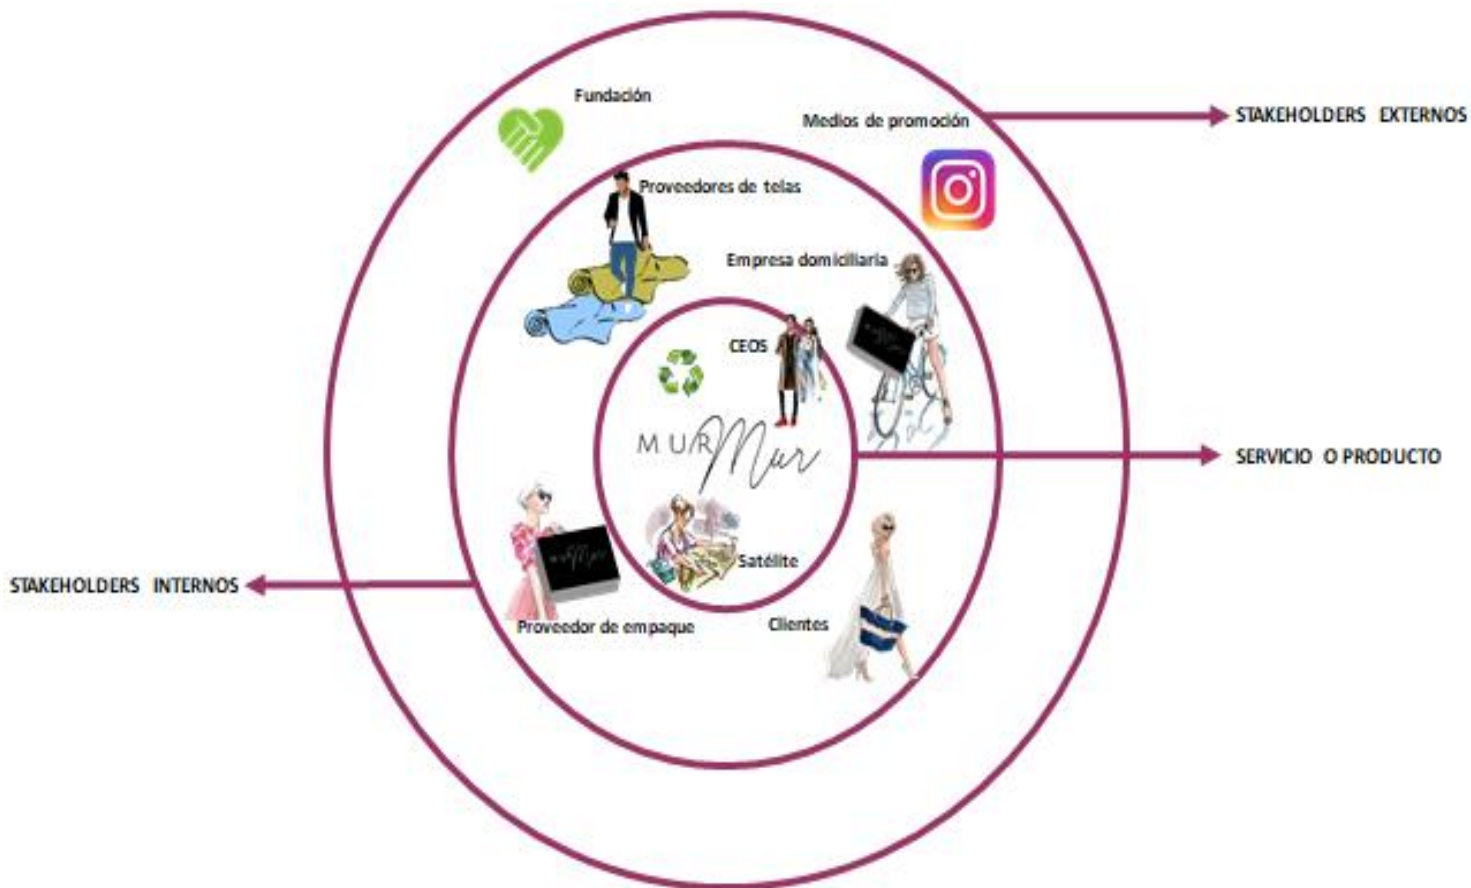 Fundación
Medios de promoción
STAKEHOLDERS EXTERNOS
Proveedores de telas
Empresa domiciliaria
CEOS
MUR Mur
SERVICIO O PRODUCTO
Satélite
STAKEHOLDERS INTERNOS
Proveedor de empaque
Clientes